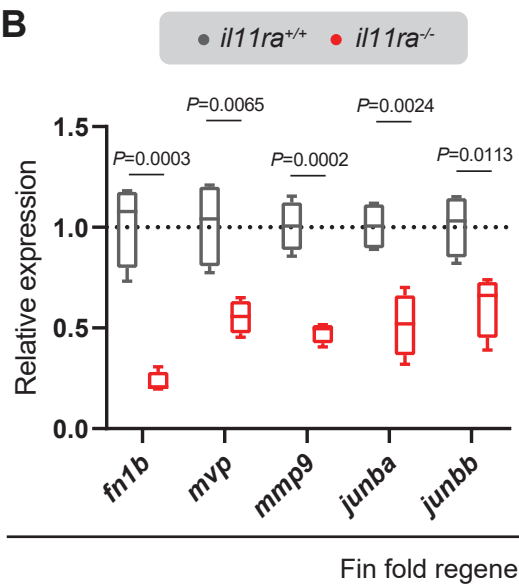 B
il11ra+/+ il11ra-/-
P=0.0065
P=0.0024
P=0.0003
P=0.0002
P=0.0113
Relative expression
1.5
1.0
0.5
0.0
fn1b mvp mmp9 junba junbb
Fin fold regene